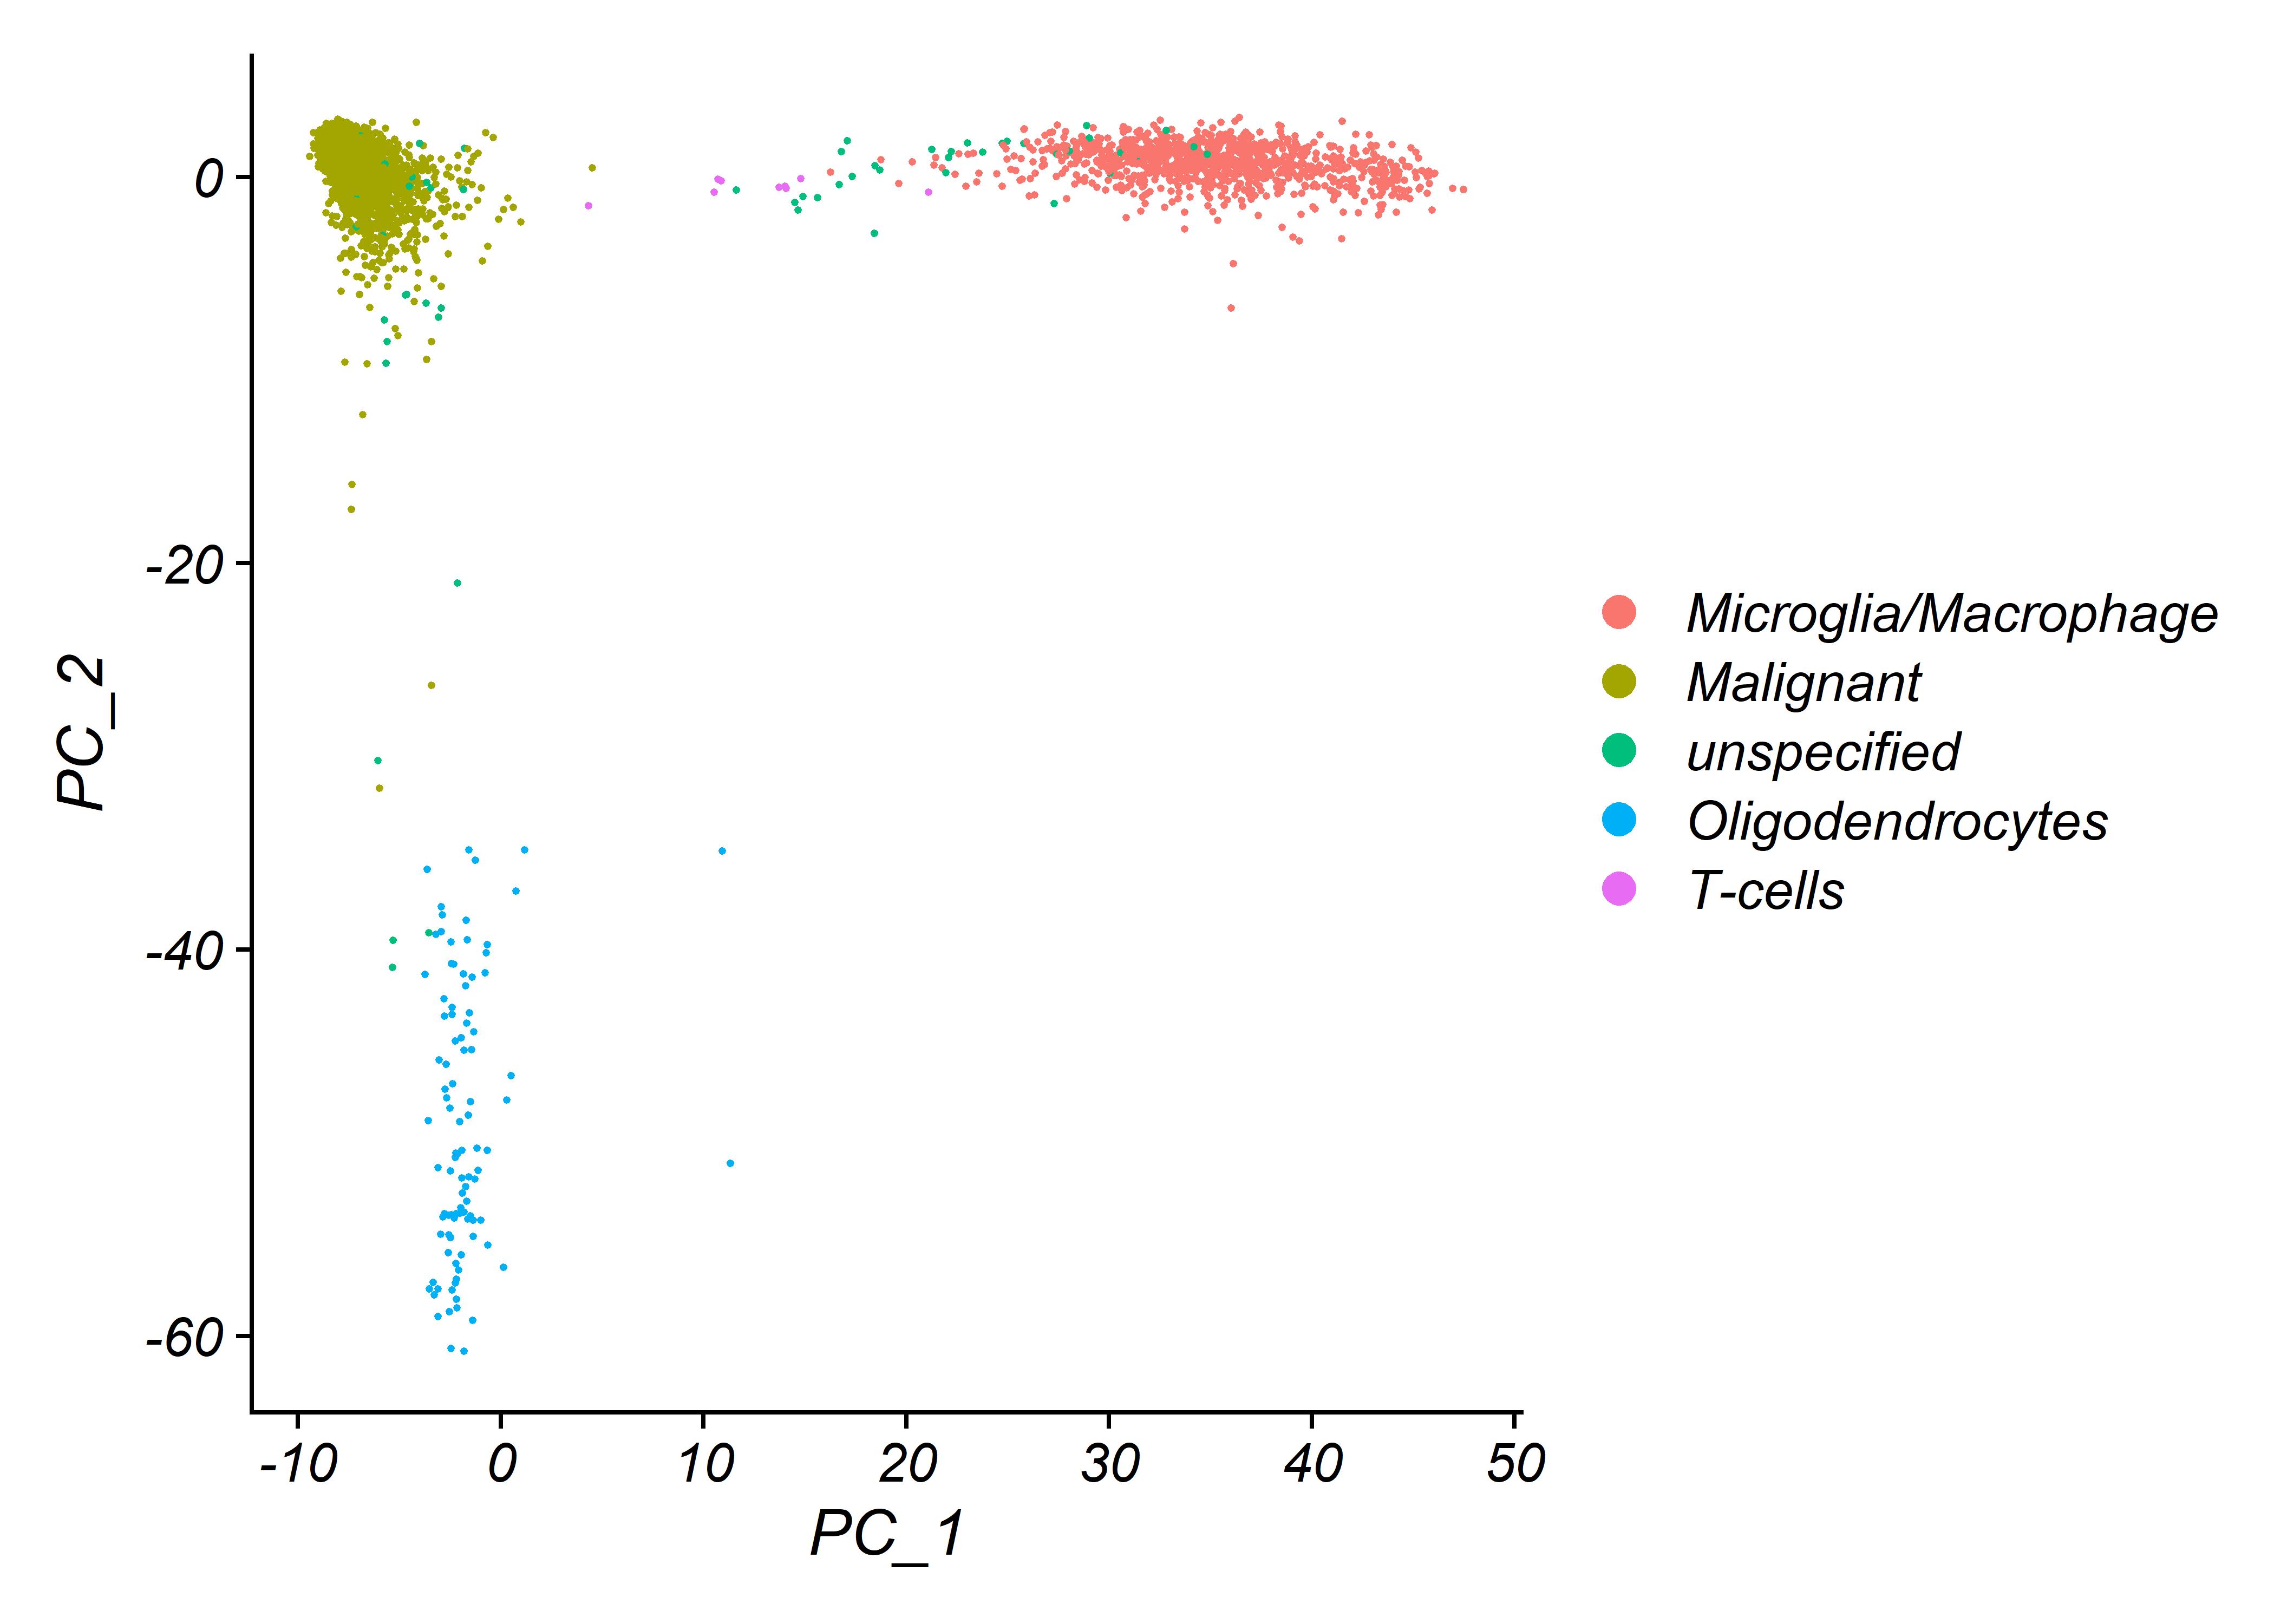 0
-20
-40
-60
PC_2
-10 0 10 20 30 40 50
PC_1
Microglia/Macrophage
Malignant
unspecified
Oligodendrocytes
T-cells